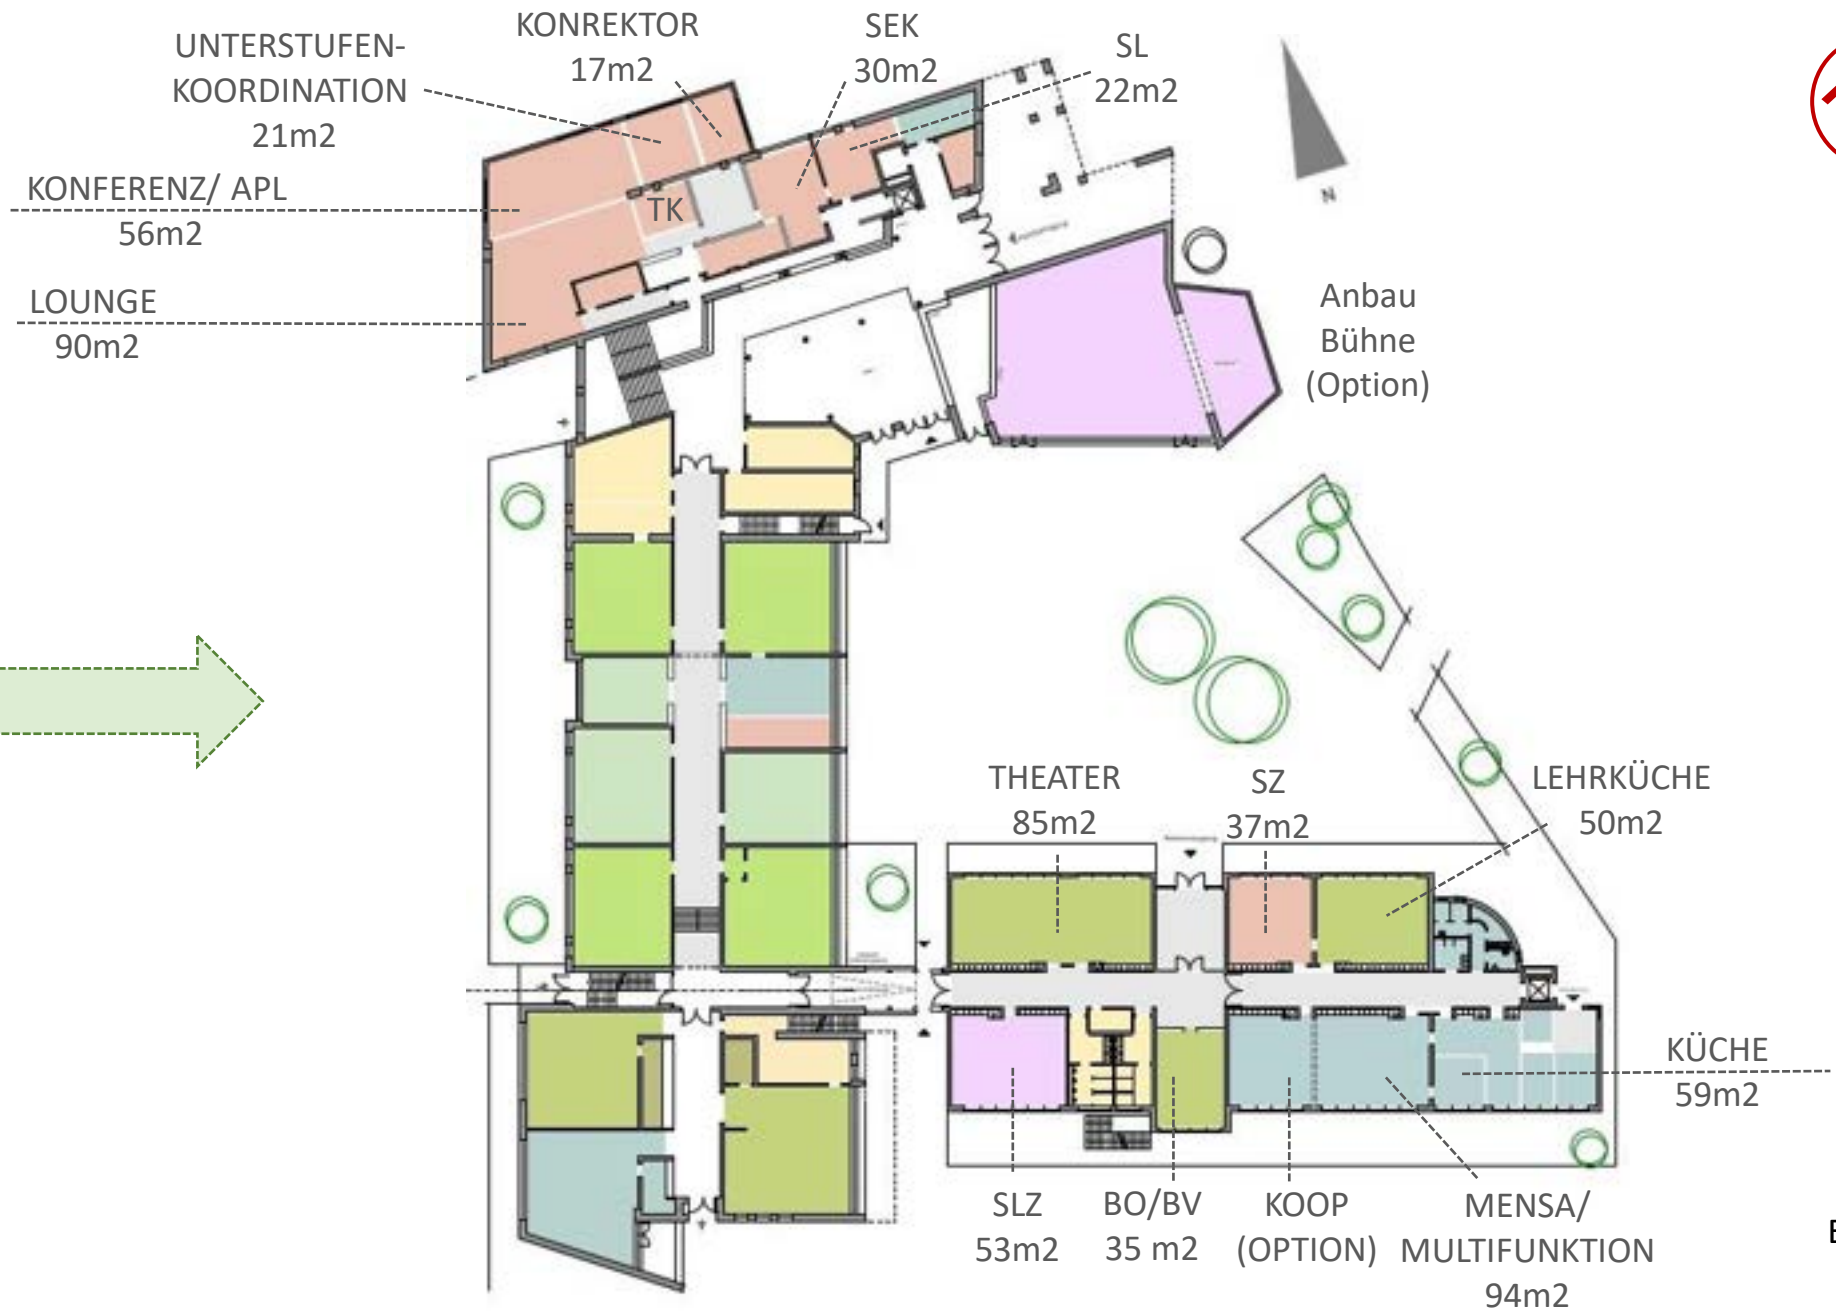 KONREKTOR
17m2
SEK
30m2
SL
22m2
UNTERSTUFEN-
KOORDINATION
21m2
KONFERENZ/ APL
56m2
TK
N
LOUNGE
90m2
Anbau
Bühne
(Option)
THEATER
85m2
SZ
37m2
LEHRKÜCHE
50m2
KÜCHE
59m2
SLZ
53m2
BO/BV
35 m2
KOOP
(OPTION)
MENSA/
MULTIFUNKTION
94m2